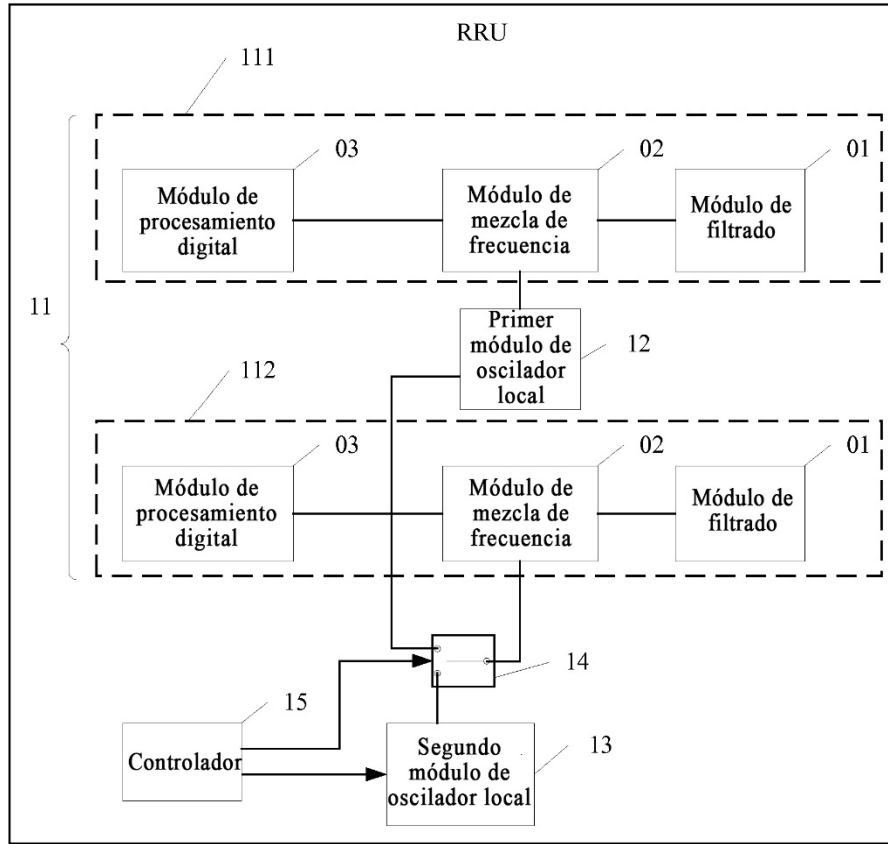 RRU
111
03
02
01
Módulo de
procesamiento
digital
Módulo de
mezcla de
frecuencia
Módulo de
filtrado
11
Primer
módulo de
oscilador
local
12
112
03
02
01
Módulo de
procesamiento
digital
Módulo de
mezcla de
frecuencia
Módulo de
filtrado
14
15
Controlador
Segundo
módulo de
oscilador local
13